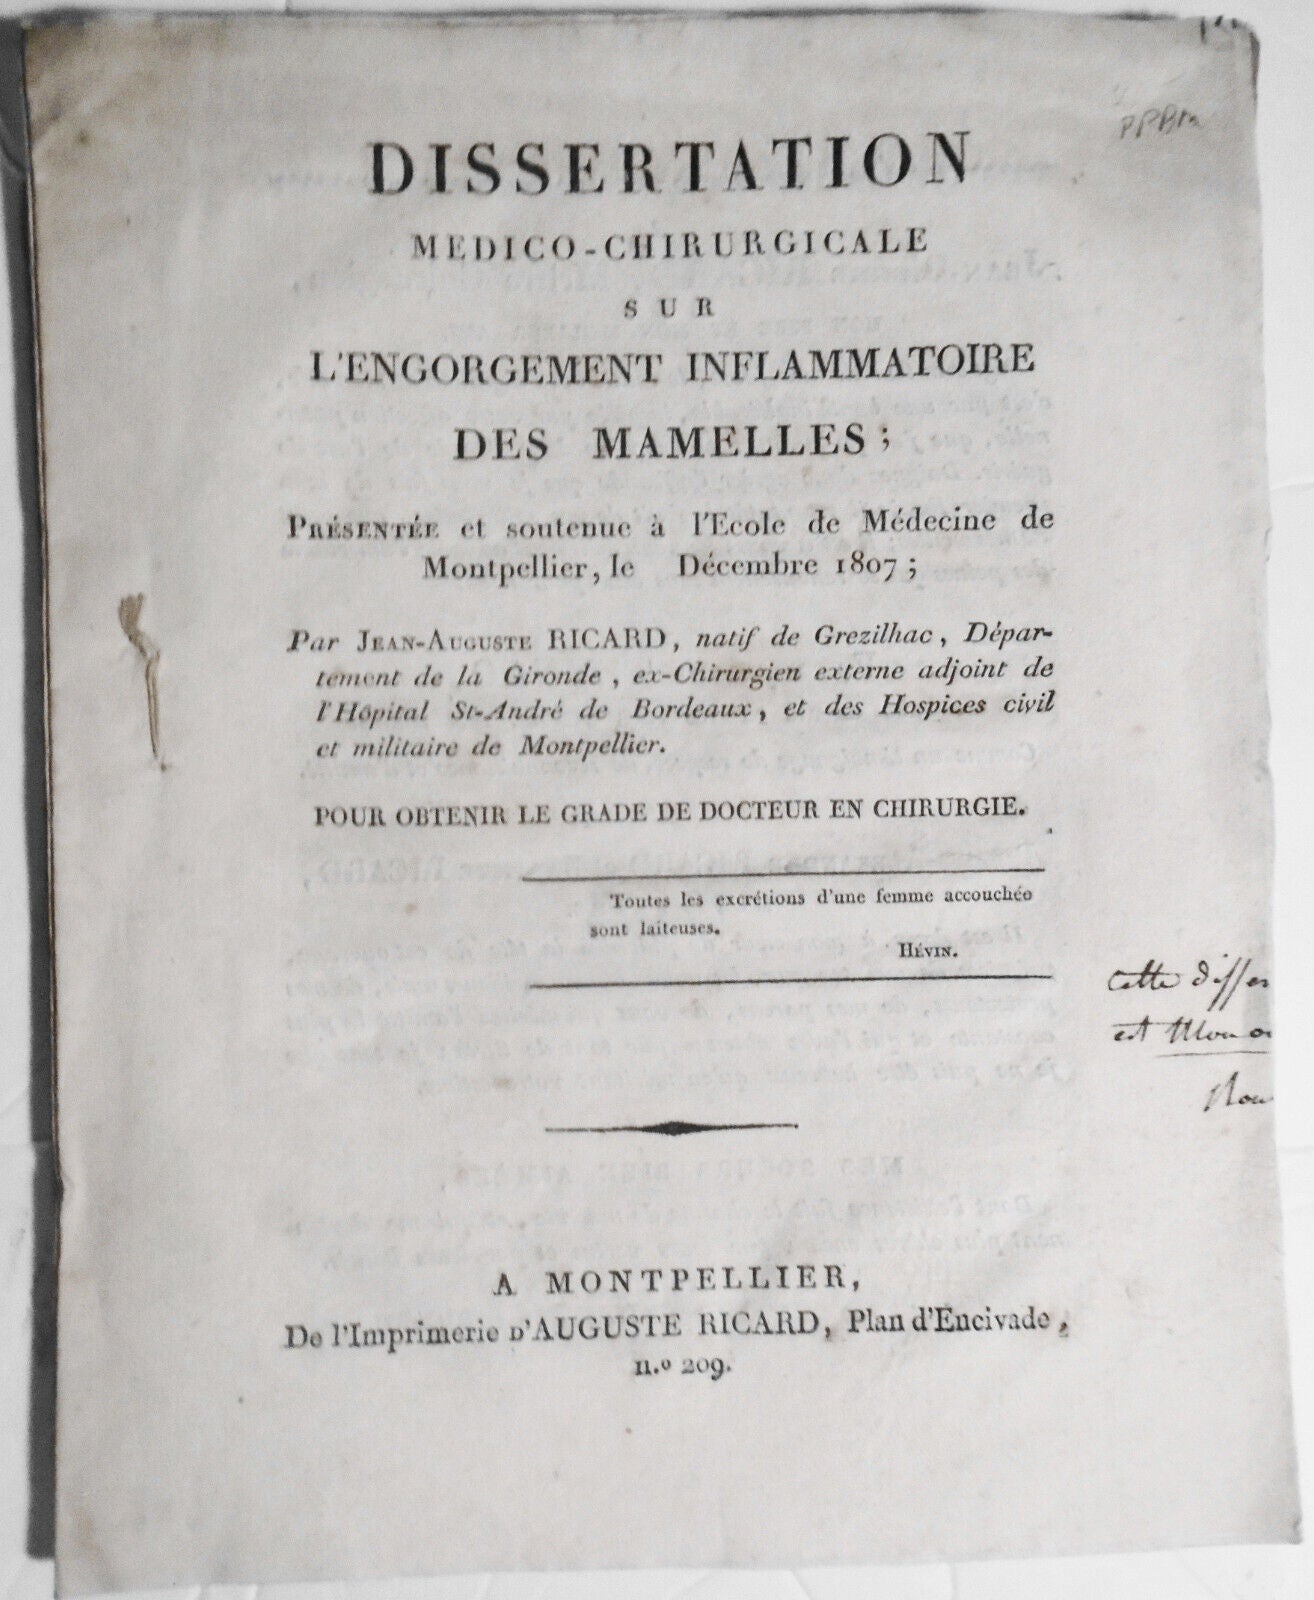 DISSERTATION
MEDICO-CHIRURGICALE
SUR
L'ENGORGEMENT INFLAMMATOIRE
DES MAMELLES;
PRÉSENTÉE et soutenue à l'Ecole de Médecine de
Montpellier, le Décembre 1807;
Par JEAN-AUGUSTE RICARD, natif de Grezilhac, Dépar-
tement de la Gironde, ex-Chirurgien externe adjoint de
l'Hôpital St-André de Bordeaux, et des Hospices civil
et militaire de Montpellier.
POUR OBTENIR LE GRADE DE DOCTEUR EN CHIRURGIE.
Toutes les excrétions d'une femme accouchée
sont laiteuses.
HÉVIN.
cette disser
est
A MONTPELLIER,
De l'Imprimerie D'AUGUSTE RICARD, Plan d'Encivade,
n.º 209.